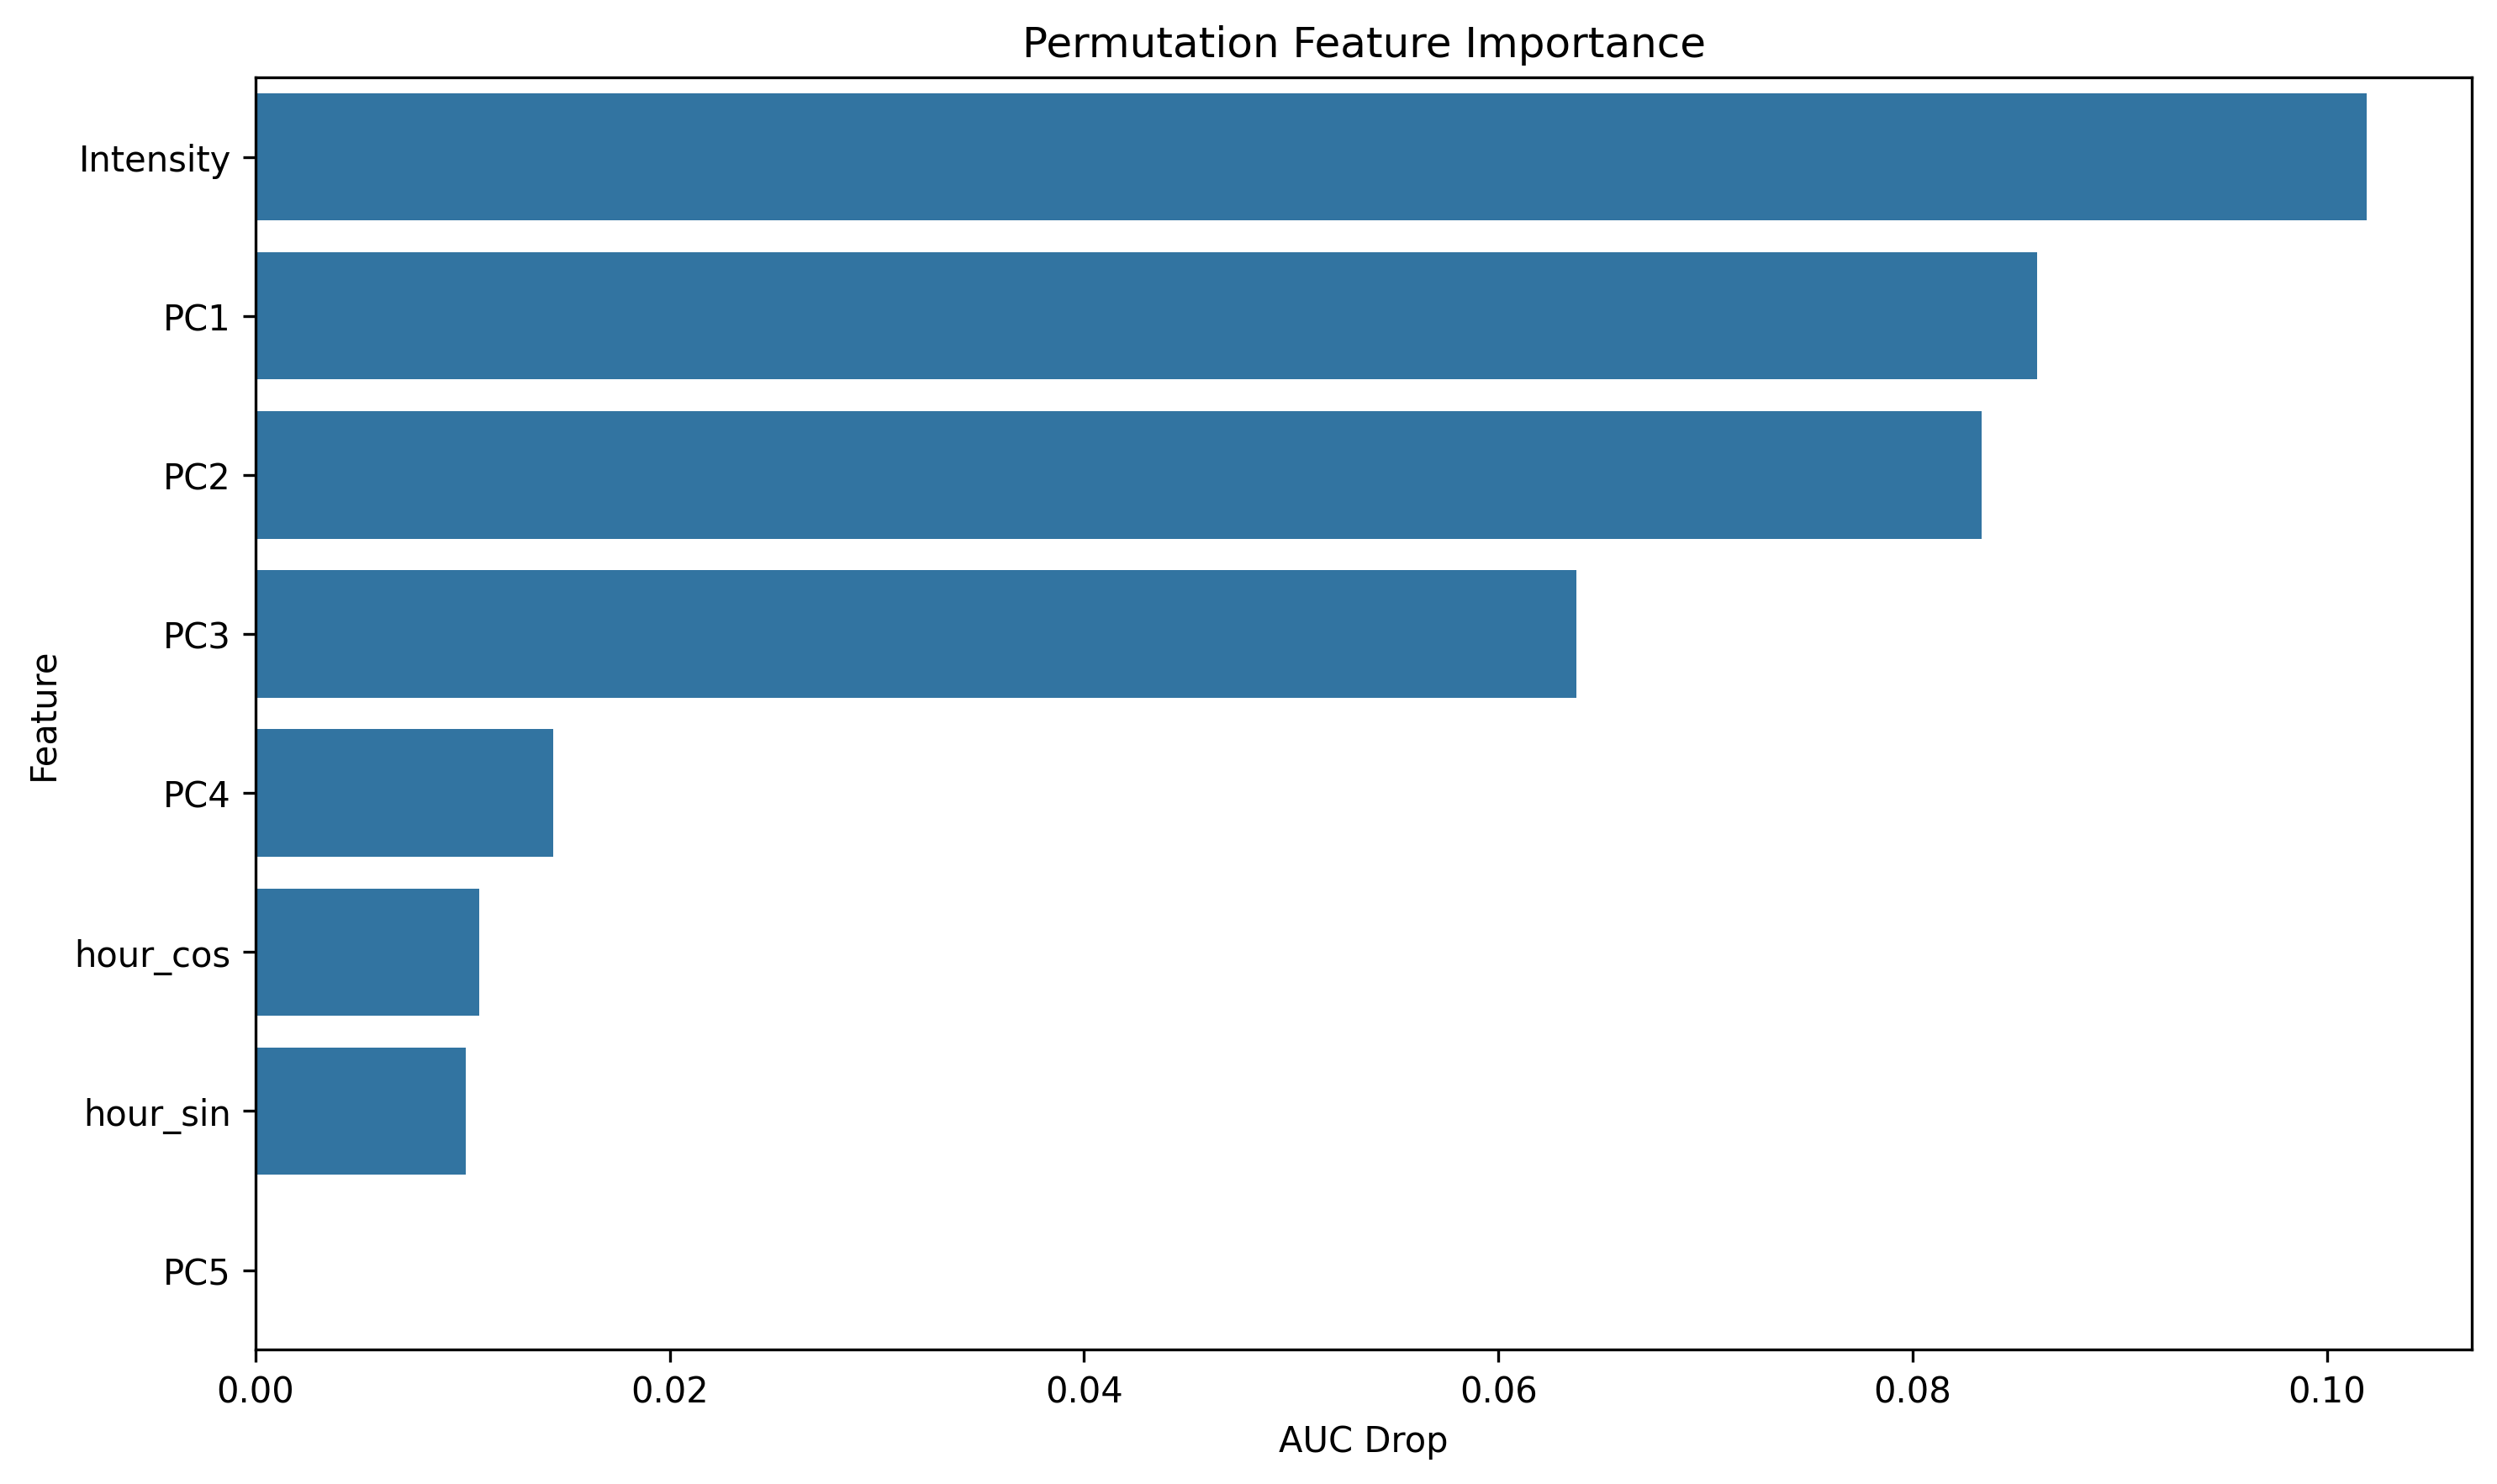 Permutation Feature Importance
Feature
Intensity
PC1
PC2
PC3
PC4
hour_cos
hour_sin
PC5
0.00 0.02 0.04 0.06 0.08 0.10
AUC Drop